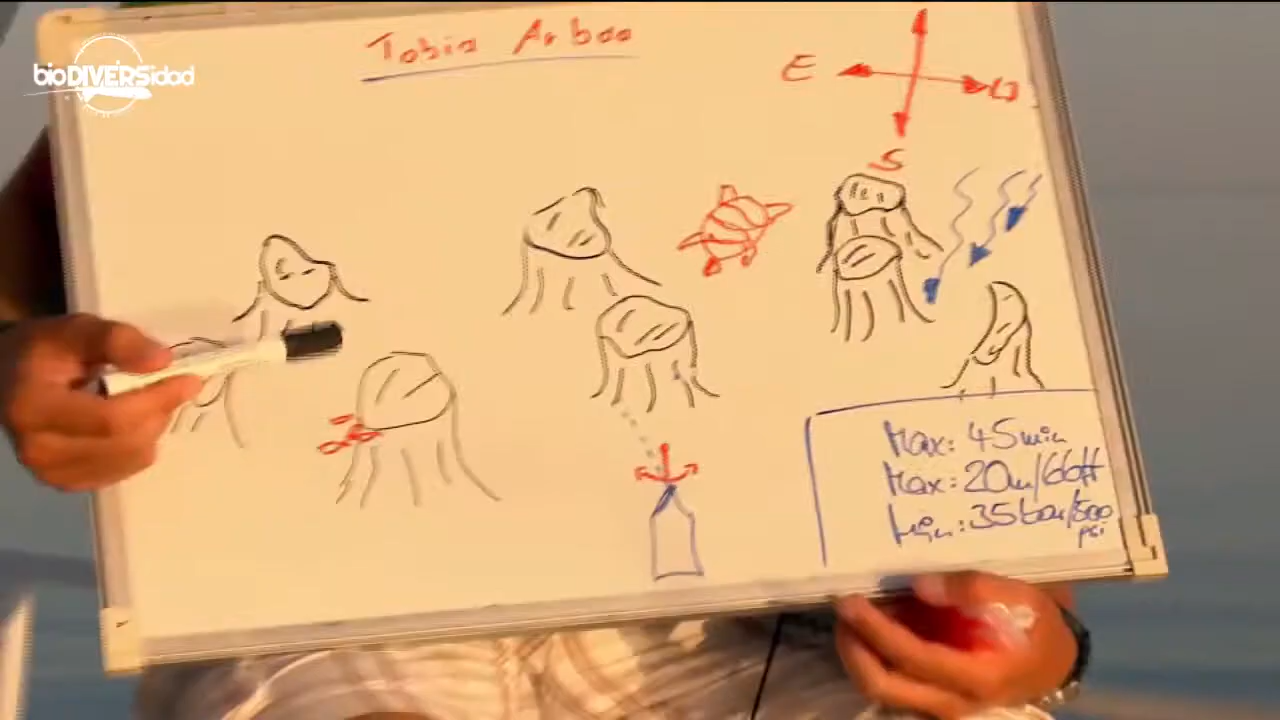 bioDIVERSidad
Tobia Arbaa
E
S
Max: 45min
Max: 20m/66ft
Min: 35bar/500
psi